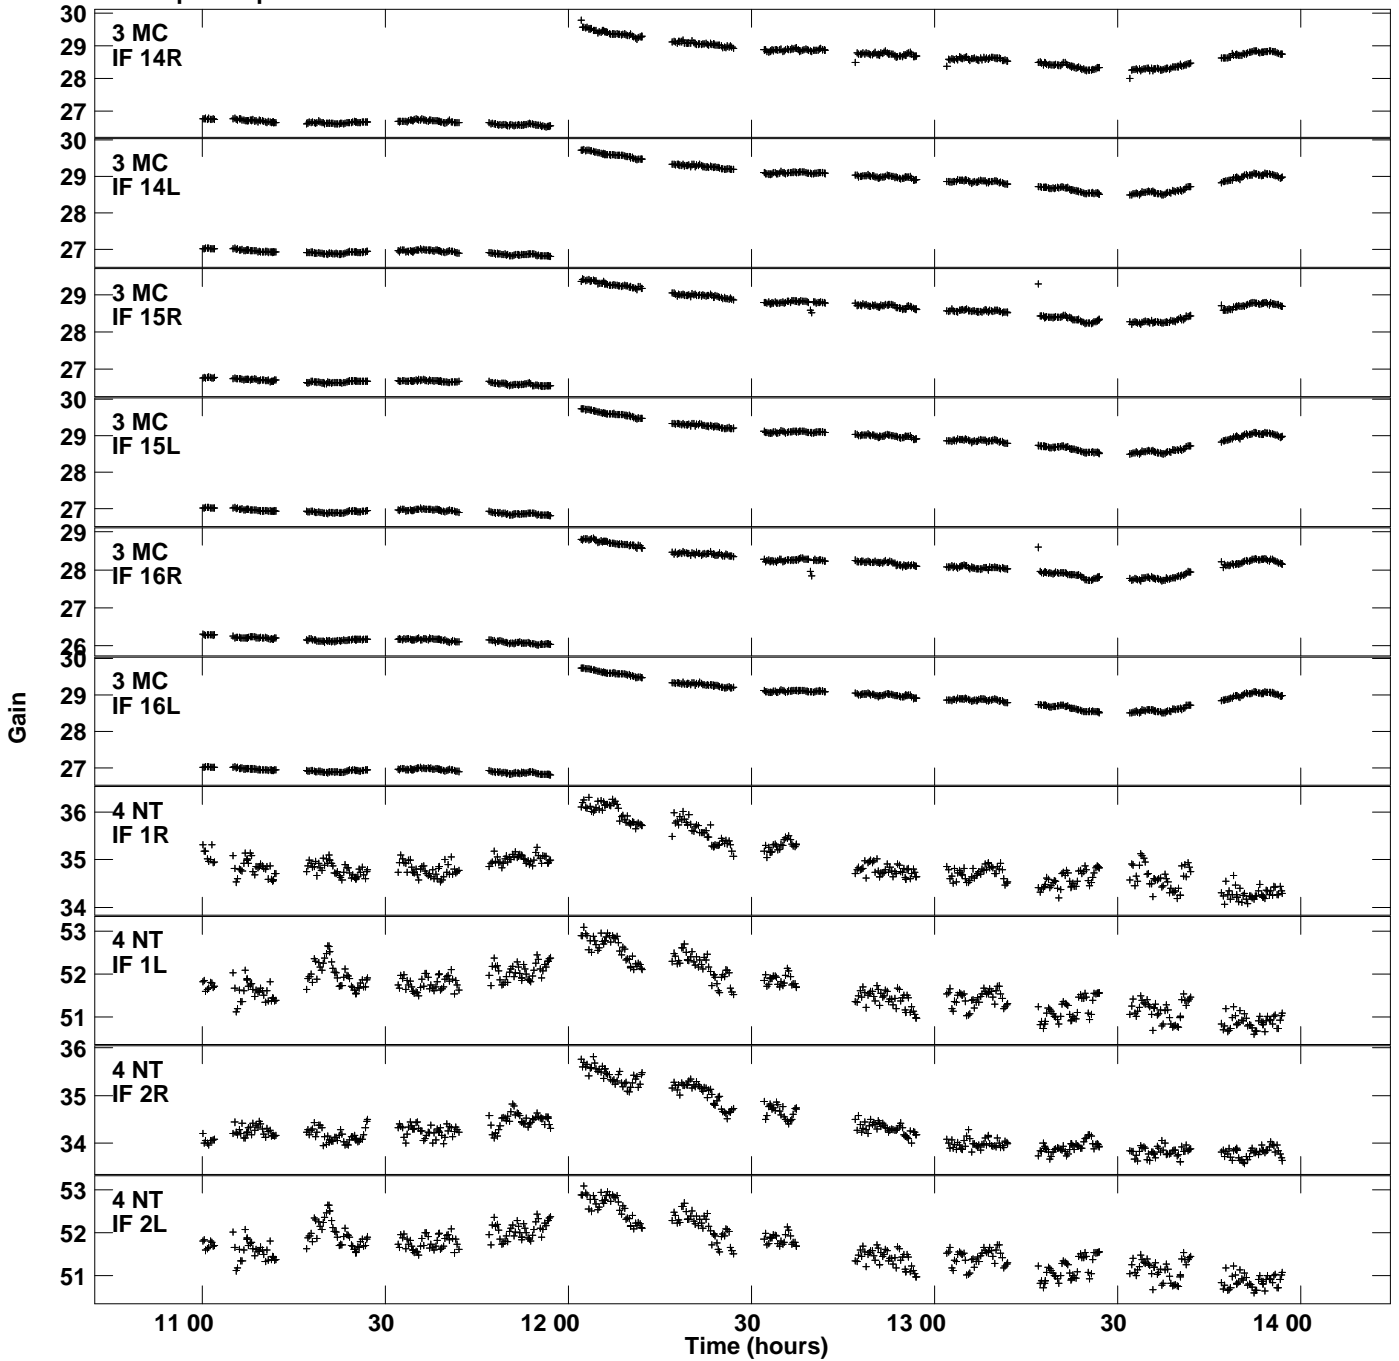 30
3 MC
29
IF 14R
28
27
30
3 MC
29
IF 14L
28
27
3 MC
29
IF 15R
28
27
30
3 MC
29
IF 15L
28
27
29
3 MC
28
IF 16R
27
26
30
3 MC
29
IF 16L
28
27
Gain
36
4 NT
IF 1R
35
34
53
4 NT
IF 1L
52
51
36
4 NT
IF 2R
35
34
53
4 NT
IF 2L
52
51
11 00 30 12 00 30 13 00 30 14 00
Time (hours)